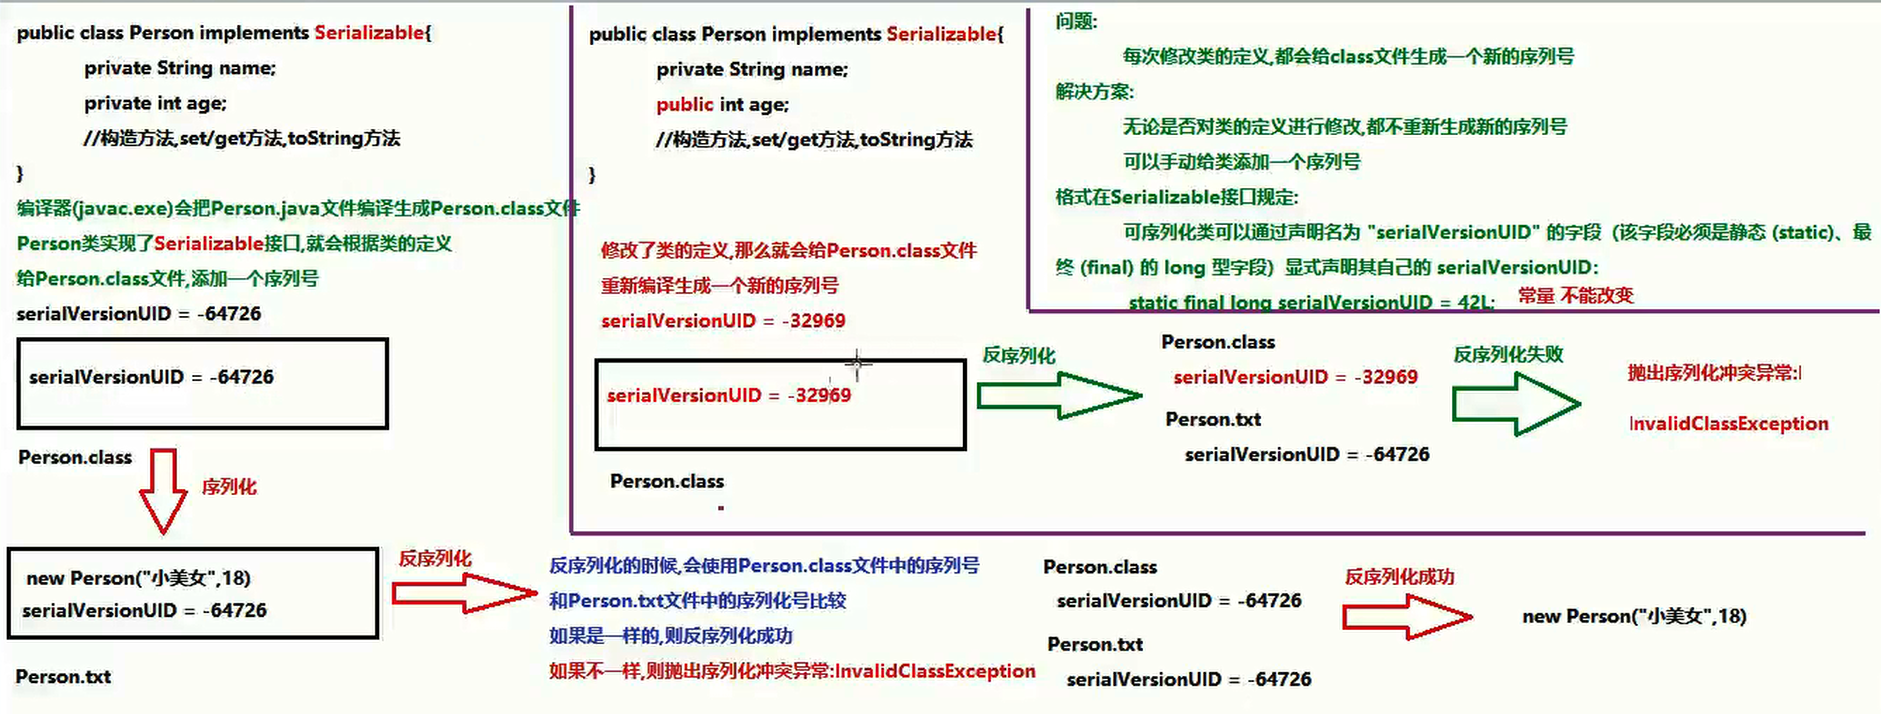 public class Person implements Serializable{
private String name;
private int age;
//构造方法,set/get方法,toString方法
}
编译器(javac.exe)会把Person.java文件编译生成Person.class文件
Person类实现了Serializable接口,就会根据类的定义
给Person.class文件,添加一个序列号
serialVersionUID = -64726
serialVersionUID = -64726
Person.class
序列化
new Person("小美女",18)
serialVersionUID = -64726
Person.txt
反序列化
反序列化的时候,会使用Person.class文件中的序列号
和Person.txt文件中的序列化号比较
如果是一样的,则反序列化成功
如果不一样,则抛出序列化冲突异常:InvalidClassException
Person.class
serialVersionUID = -64726
Person.txt
serialVersionUID = -64726
反序列化成功
new Person("小美女",18)
public class Person implements Serializable{
private String name;
public int age;
//构造方法,set/get方法,toString方法
}
修改了类的定义,那么就会给Person.class文件
重新编译生成一个新的序列号
serialVersionUID = -32969
serialVersionUID = -32969
Person.class
反序列化
Person.class
serialVersionUID = -32969
Person.txt
serialVersionUID = -64726
反序列化失败
抛出序列化冲突异常:
InvalidClassException
问题:
每次修改类的定义,都会给class文件生成一个新的序列号
解决方案:
无论是否对类的定义进行修改,都不重新生成新的序列号
可以手动给类添加一个序列号
格式在Serializable接口规定:
可序列化类可以通过声明名为 "serialVersionUID" 的字段（该字段必须是静态 (static)、最
终 (final) 的 long 型字段）显式声明其自己的 serialVersionUID：
static final long serialVersionUID = 42L; 常量 不能改变